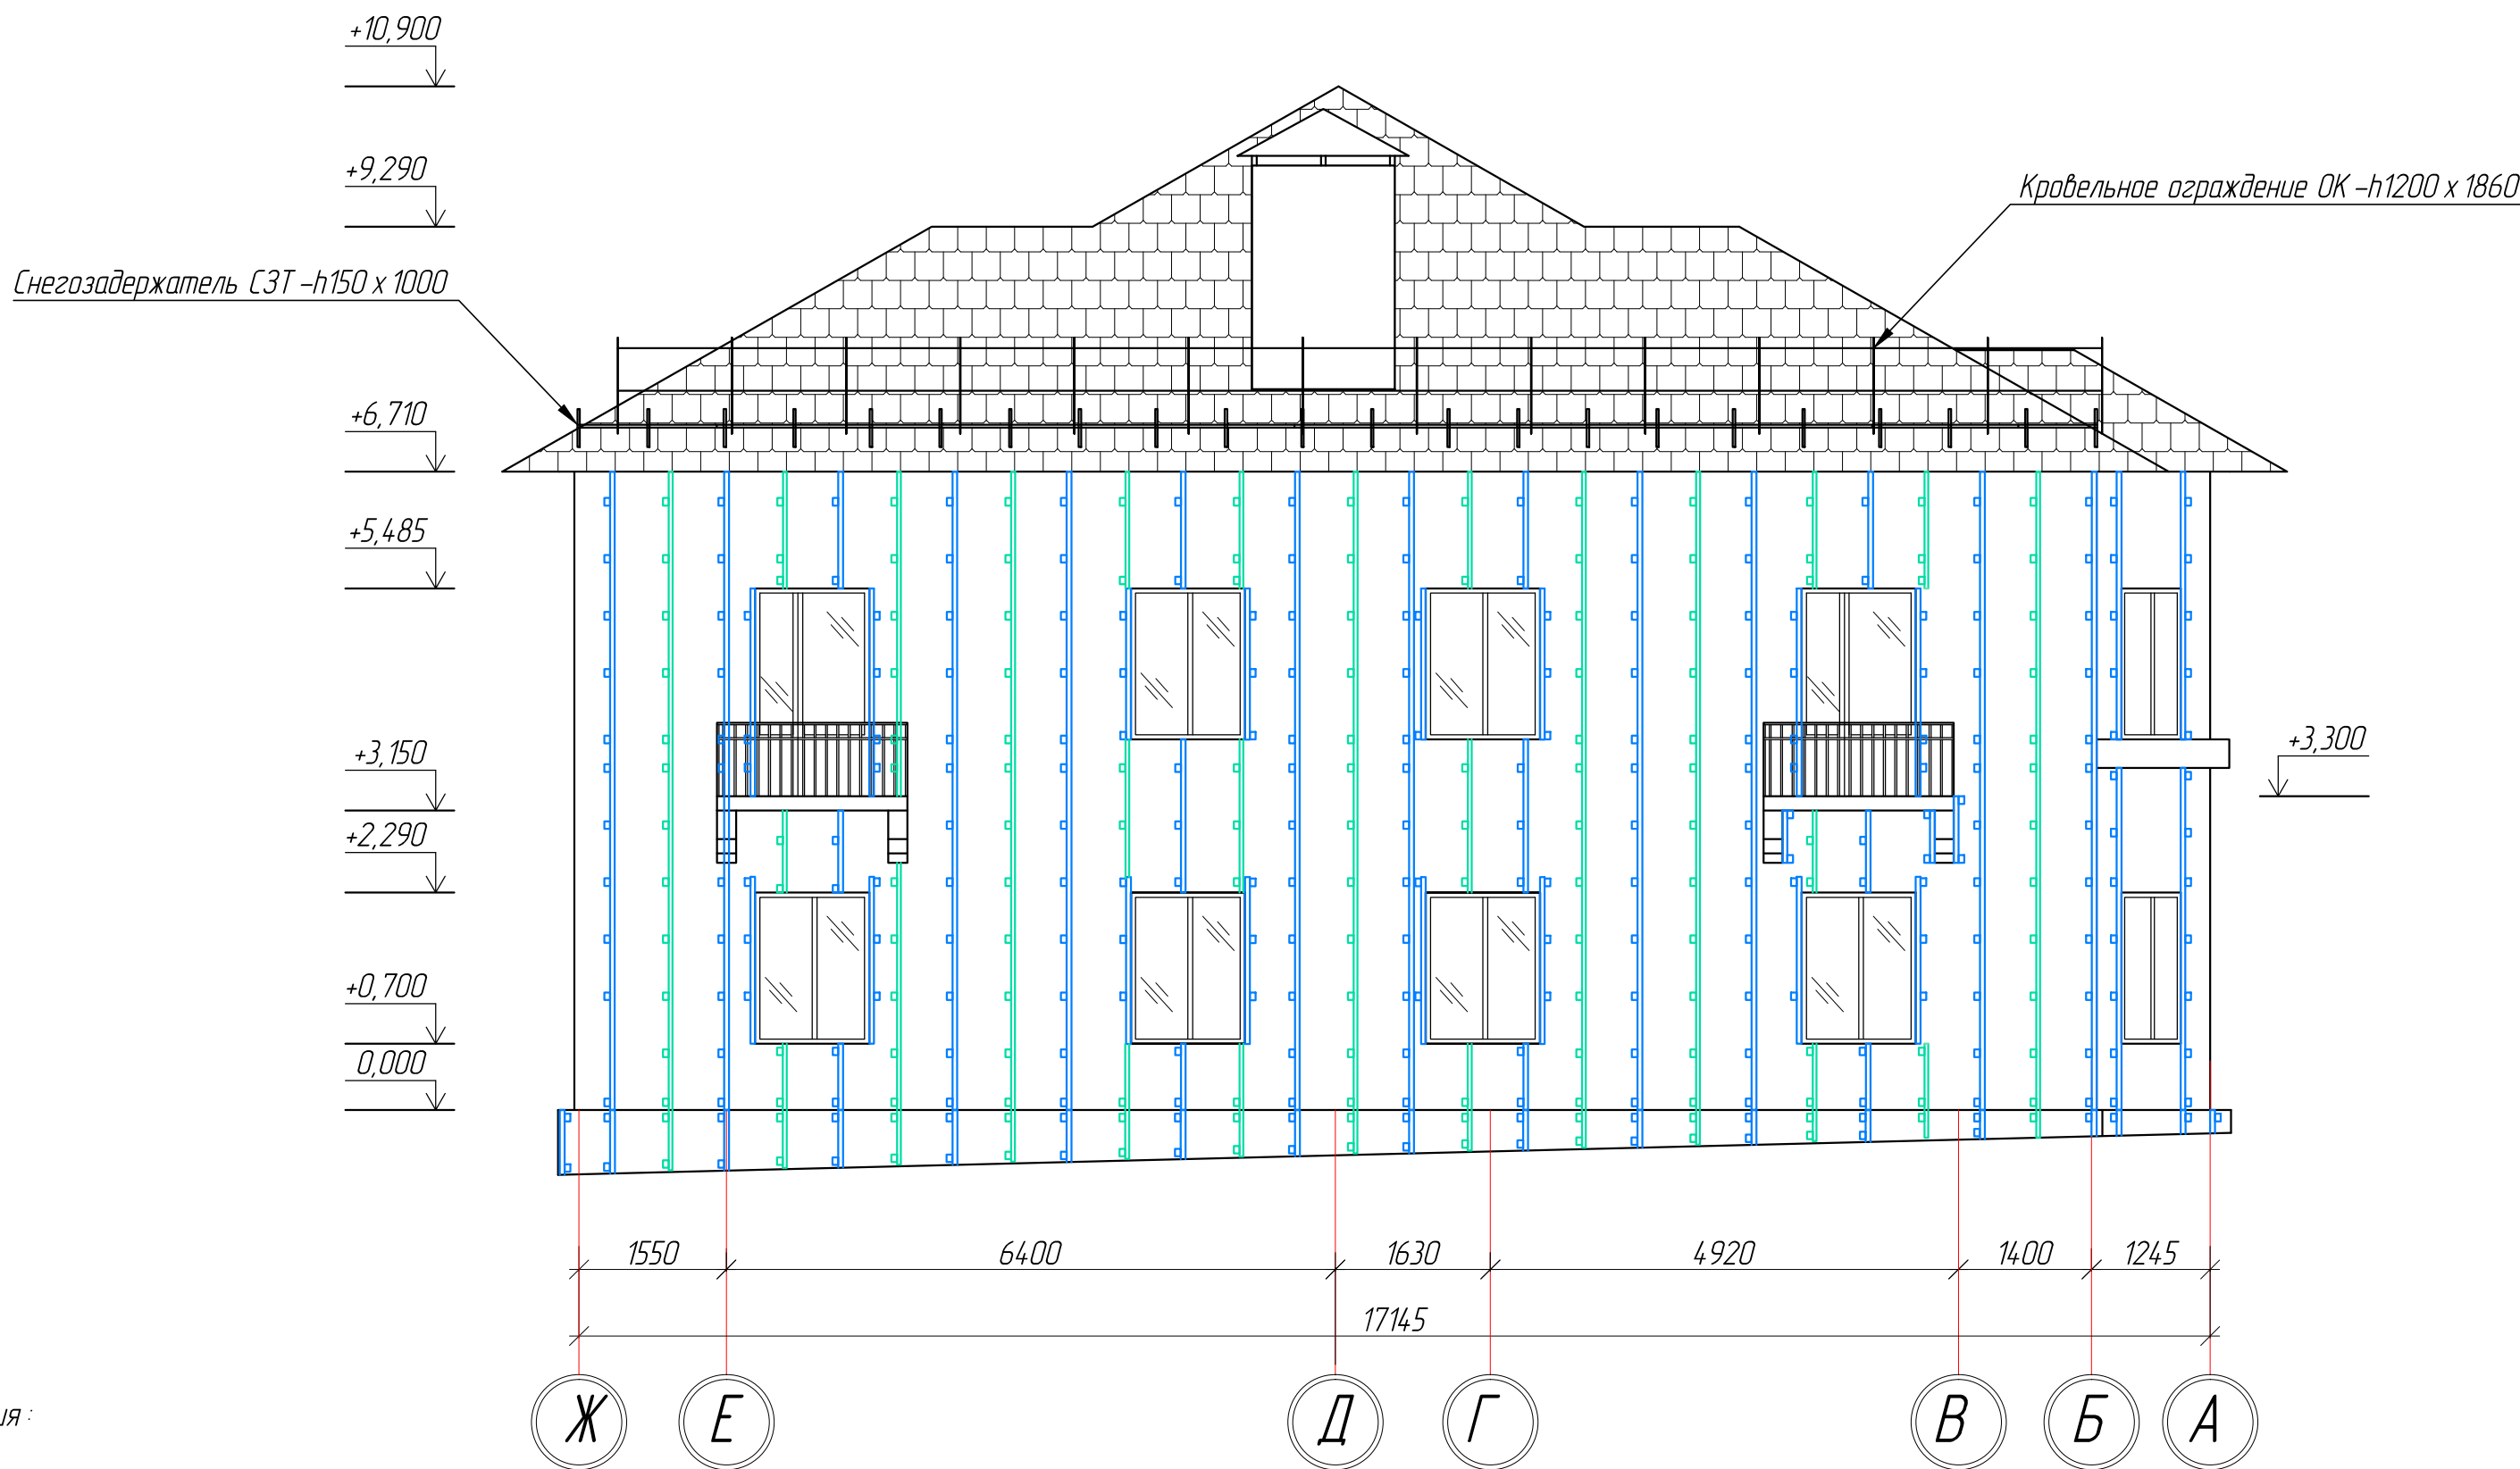 +10,900
+9,290
Кровельное ограждение ОК -h1200 x 1860
Снегозадержатель СЗТ -h150 x 1000
+6,710
+5,485
+3,150
+3,300
+2,290
+0,700
0,000
1550 6400 1630 4920 1400 1245
17145
Ж Е Д Г В Б А